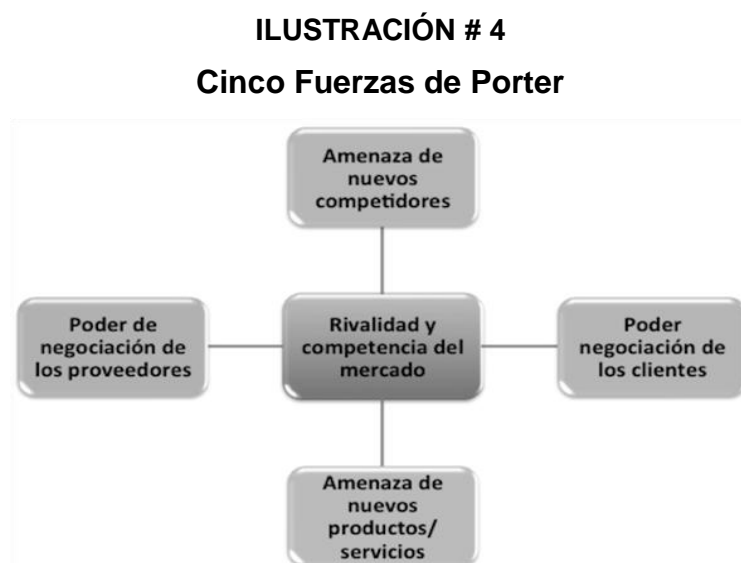 ILUSTRACIÓN # 4
Cinco Fuerzas de Porter
Amenaza de
nuevos
competidores
Poder de
negociación de
los proveedores
Rivalidad y
competencia del
mercado
Poder
negociación de
los clientes
Amenaza de
nuevos
productos/
servicios